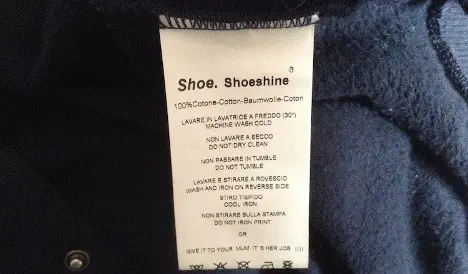 Shoe. Shoeshine®
100%Cotone-Cotton-Baumwolle-Coton
LAVARE IN LAVATRICE A FREDDO (30°)
MACHINE WASH COLD
NON LAVARE A SECCO
DO NOT DRY CLEAN
NON PASSARE IN TUMBLE
DO NOT TUMBLE
LAVARE E STIRARE A ROVESCIO
WASH AND IRON ON REVERSE SIDE
STIRO TIEPIDO
COOL IRON
NON STIRARE SULLA STAMPA
DO NOT IRON PRINT
OR
GIVE IT TO YOUR MUM IT'S HER JOB !!!!